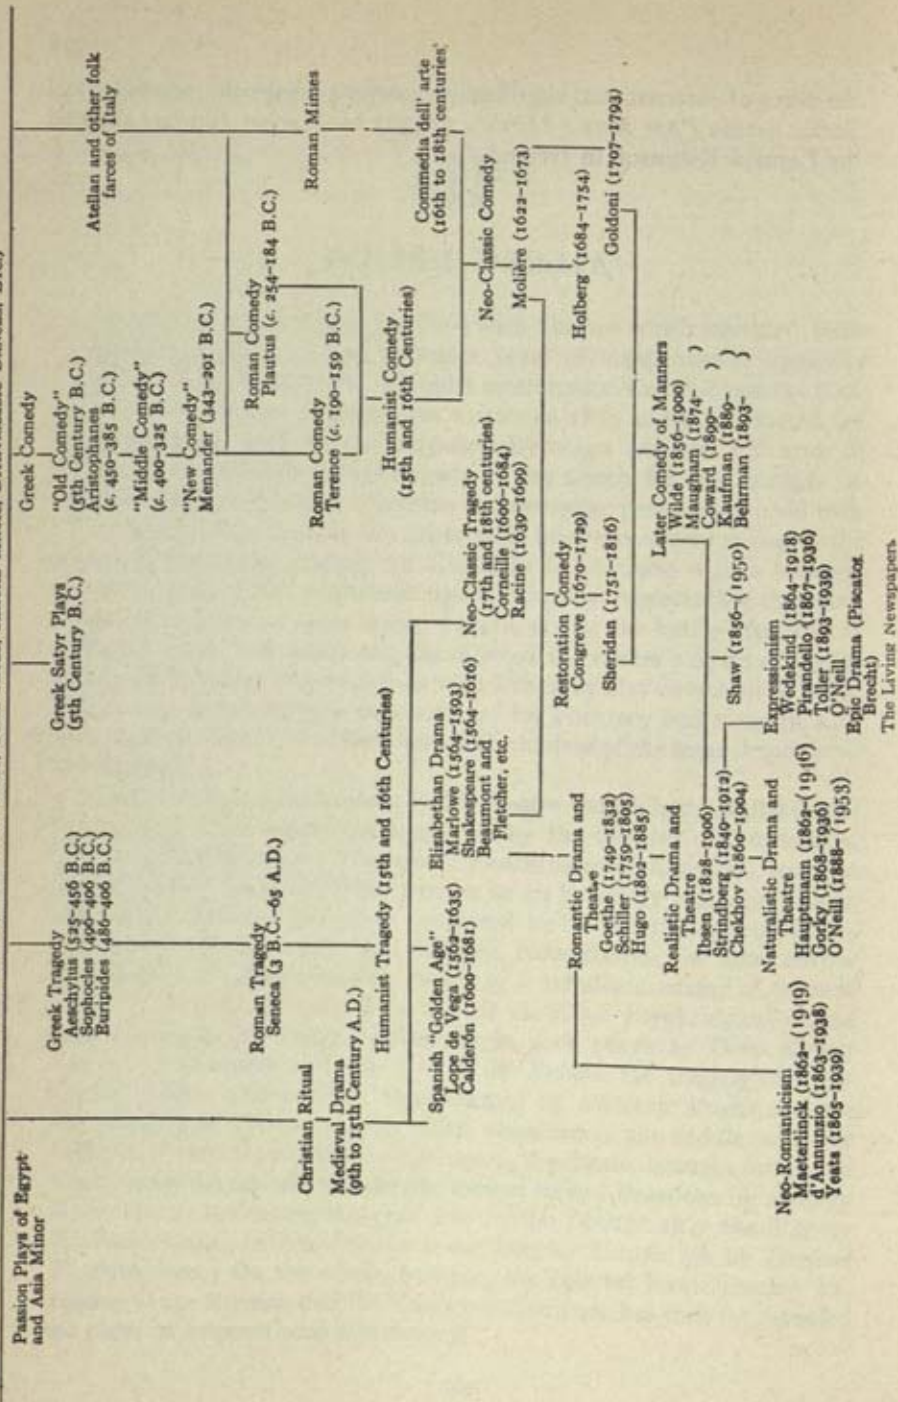 Passion Plays of Egypt
and Asia Minor
Greek Tragedy
Aeschylus (525-456 B.C.)
Sophocles (496-406 B.C.)
Euripides (486-406 B.C.)
Greek Satyr Plays
(5th Century B.C.)
Greek Comedy
"Old Comedy"
(5th Century B.C.)
Aristophanes
(c. 450-385 B.C.)
"Middle Comedy"
(c. 400-325 B.C.)
"New Comedy"
Menander (343-291 B.C.)
Atellan and other folk
farces of Italy
Roman Tragedy
Seneca (3 B.C.-65 A.D.)
Roman Comedy
Plautus (c. 254-184 B.C.)
Roman Comedy
Terence (c. 190-159 B.C.)
Roman Mimes
Christian Ritual
Medieval Drama
(9th to 15th Century A.D.)
Humanist Tragedy (15th and 16th Centuries)
Humanist Comedy
(15th and 16th Centuries)
Commedia dell' arte
(16th to 18th centuries)
Spanish "Golden Age"
Lope de Vega (1562-1635)
Calderón (1600-1681)
Elizabethan Drama
Marlowe (1564-1593)
Shakespeare (1564-1616)
Beaumont and
Fletcher, etc.
Neo-Classic Tragedy
(17th and 18th centuries)
Corneille (1606-1684)
Racine (1639-1699)
Neo-Classic Comedy
Molière (1622-1673)
Holberg (1684-1754)
Goldoni (1707-1793)
Restoration Comedy
Congreve (1670-1729)
Sheridan (1751-1816)
Romantic Drama and
Theatre
Goethe (1749-1832)
Schiller (1759-1805)
Hugo (1802-1885)
Later Comedy of Manners
Wilde (1856-1900)
Maugham (1874- )
Coward (1899- )
Kaufman (1889- )
Behrman (1893- )
Realistic Drama and
Theatre
Ibsen (1828-1906)
Strindberg (1849-1912)
Chekhov (1860-1904)
Shaw (1856-(1950)
Neo-Romanticism
Maeterlinck (1862- (1919)
d'Annunzio (1863-1938)
Yeats (1865-1939)
Naturalistic Drama and
Theatre
Hauptmann (1862-(1916)
Gorky (1868-1936)
O'Neill (1888- (1953)
Expressionism
Wedekind (1864-1918)
Pirandello (1867-1936)
Toller (1893-1939)
O'Neill
Epic Drama (Piscator,
Brecht)
The Living Newspapers